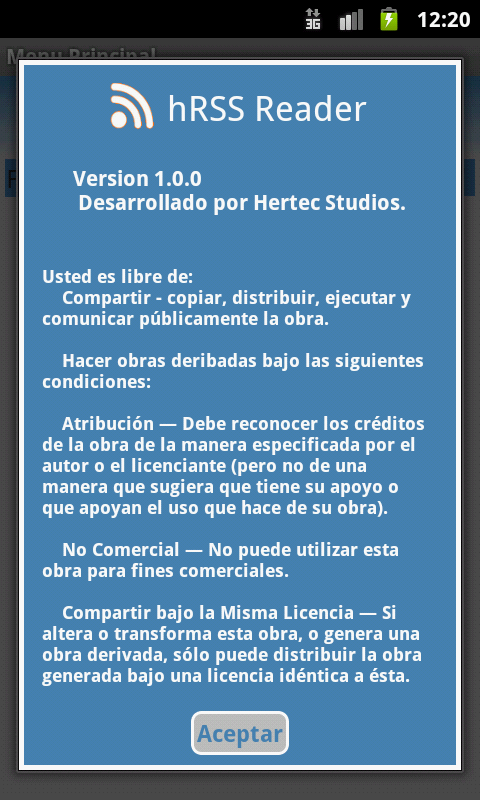 3G 12:20
Menu Principal
hRSS Reader
Version 1.0.0
Desarrollado por Hertec Studios.
Usted es libre de:
Compartir - copiar, distribuir, ejecutar y
comunicar públicamente la obra.
Hacer obras deribadas bajo las siguientes
condiciones:
Atribución — Debe reconocer los créditos
de la obra de la manera especificada por el
autor o el licenciante (pero no de una
manera que sugiera que tiene su apoyo o
que apoyan el uso que hace de su obra).
No Comercial — No puede utilizar esta
obra para fines comerciales.
Compartir bajo la Misma Licencia — Si
altera o transforma esta obra, o genera una
obra derivada, sólo puede distribuir la obra
generada bajo una licencia idéntica a ésta.
Aceptar